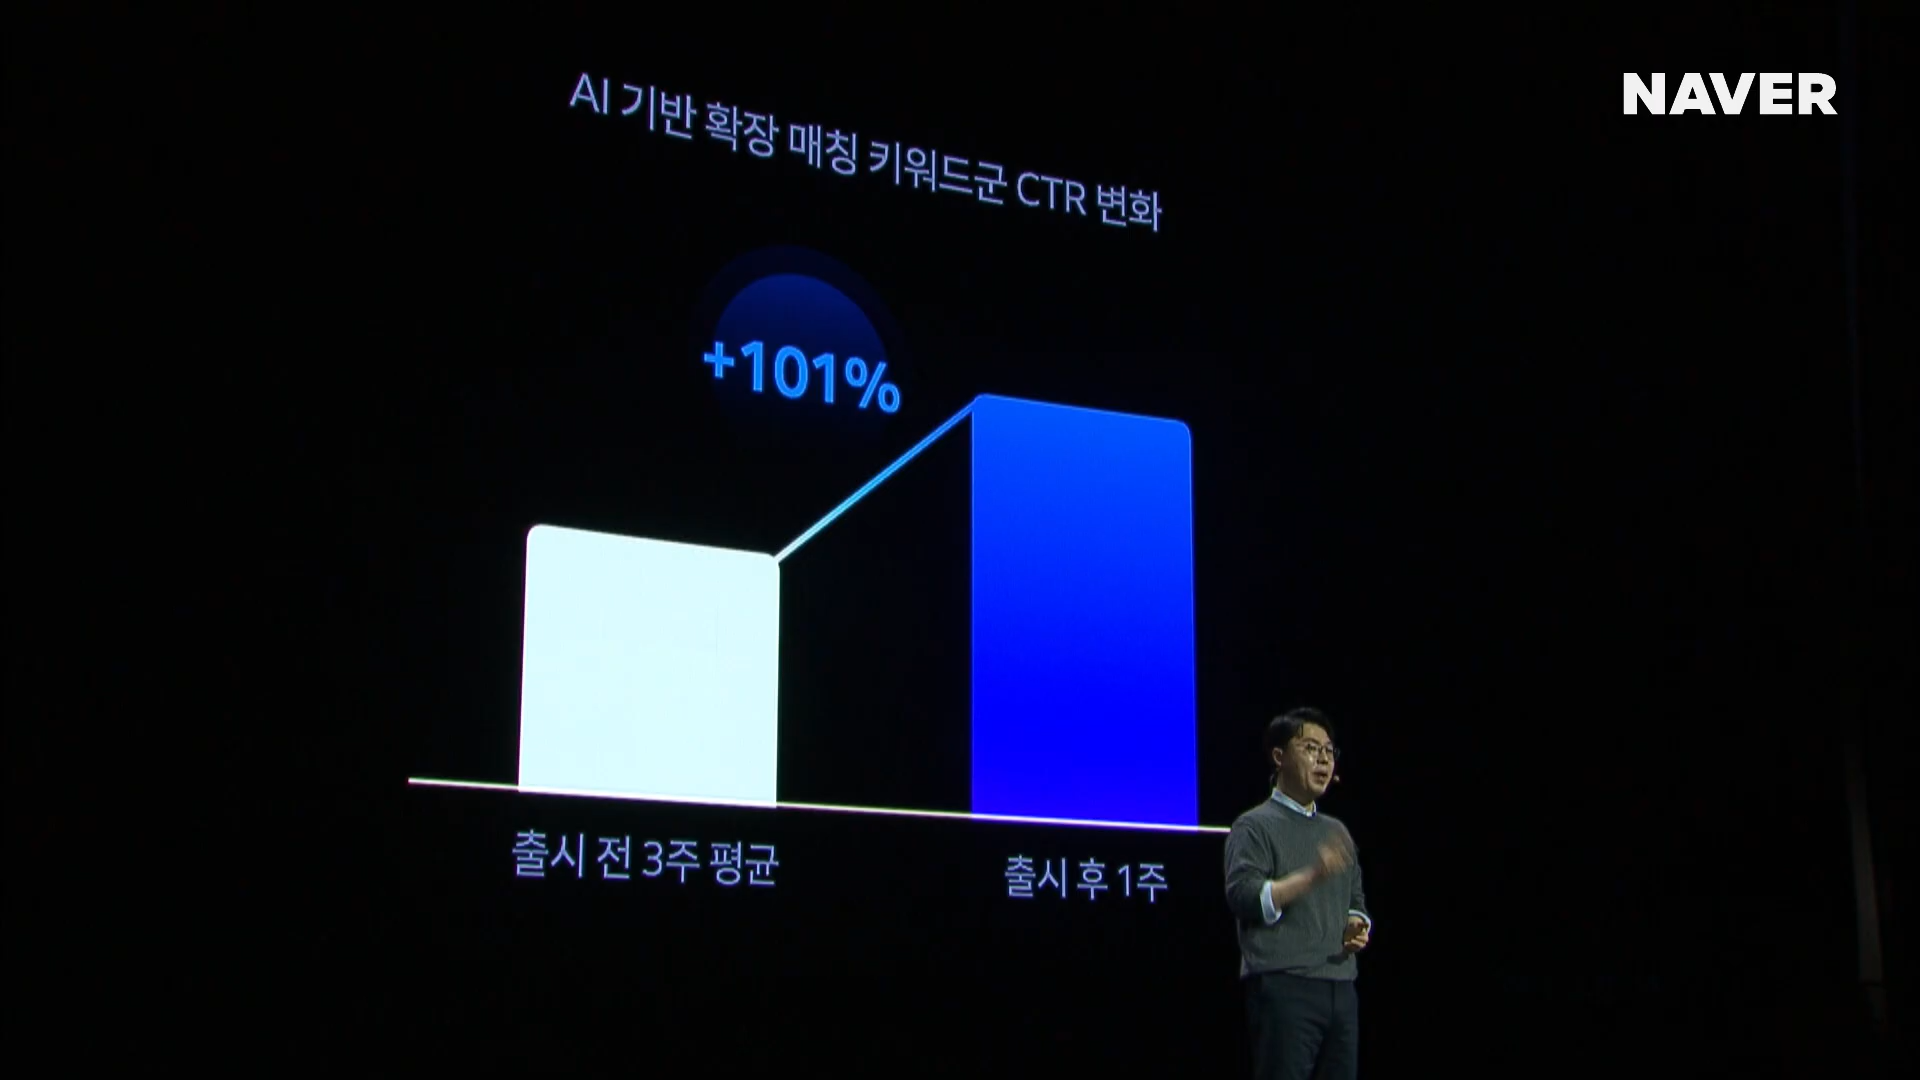 NAVER
AI 기반 확장 매칭 키워드군 CTR 변화
+101%
출시 전 3주 평균
출시 후 1주